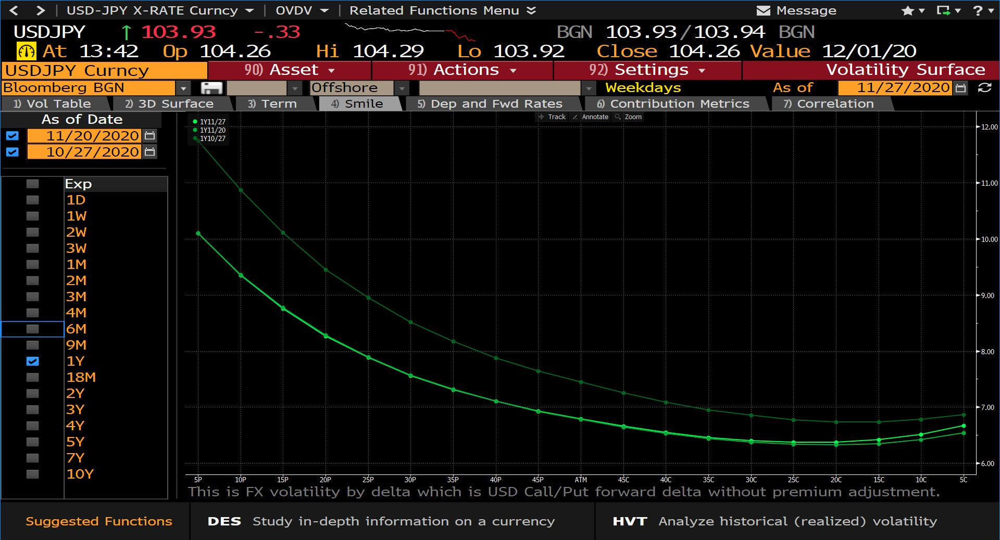 USD-JPY X-RATE Curncy OVDV Related Functions Menu Message ?
USDJPY 103.93 -.33 BGN 103.93/103.94 BGN
At 13:42 Op 104.26 Hi 104.29 Lo 103.92 Close 104.26 Value 12/01/20
USDJPY Curncy 90) Asset 91) Actions 92) Settings Volatility Surface
Bloomberg BGN Offshore Weekdays As of 11/27/2020
1) Vol Table 2) 3D Surface 3) Term 4) Smile 5) Dep and Fwd Rates 6) Contribution Metrics 7) Correlation
As of Date
11/20/2020
10/27/2020
Exp
1D
1W
2W
3W
1M
2M
3M
4M
6M
9M
1Y
18M
2Y
3Y
4Y
5Y
7Y
10Y
Track Annotate Zoom
1Y11/27
1Y11/20
1Y10/27
12.00
11.00
10.00
9.00
8.00
7.00
6.00
5P 10P 15P 20P 25P 30P 35P 40P 45P ATM 45C 40C 35C 30C 25C 20C 15C 10C 5C
This is FX volatility by delta which is USD Call/Put forward delta without premium adjustment.
Suggested Functions DES Study in-depth information on a currency HVT Analyze historical (realized) volatility